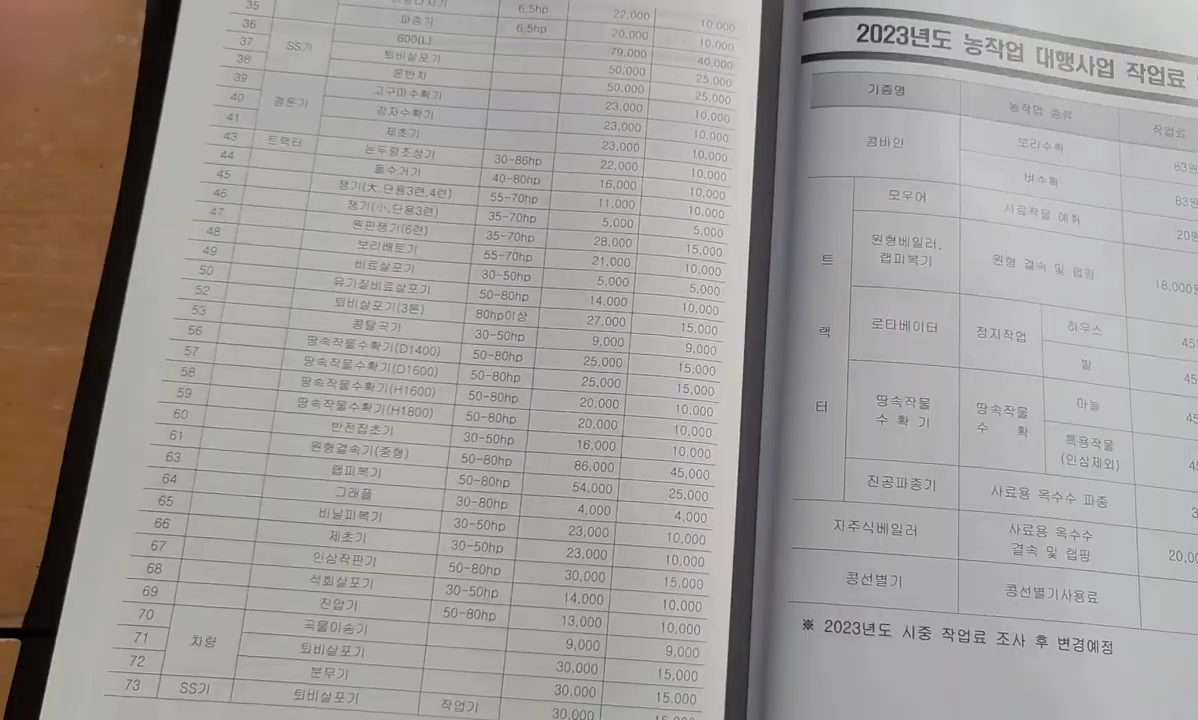 6.5hp 22,000 10,000
35 파종기 6.5hp 20,000 10,000
36 600(L) 79,000 40,000
37 SS기 퇴비살포기 50,000 25,000
38 운반차 50,000 25,000
39 고구마수확기 23,000 10,000
40 경운기 감자수확기 23,000 10,000
41 제초기 23,000 10,000
43 트랙터 논두렁조성기 30-86hp 22,000 10,000
44 돌수거기 40-80hp 16,000 10,000
45 쟁기(大,단용3련,4련) 55-70hp 11,000 10,000
46 쟁기(小,단용3련) 35-70hp 5,000 5,000
47 원판쟁기(6련) 35-70hp 28,000 15,000
48 보리배토기 55-70hp 21,000 10,000
49 비료살포기 30-50hp 5,000 5,000
50 유기질비료살포기 50-80hp 14,000 10,000
52 퇴비살포기(3톤) 80hp이상 27,000 15,000
53 콩탈곡기 30-50hp 9,000 9,000
56 땅속작물수확기(D1400) 50-80hp 25,000 15,000
57 땅속작물수확기(D1600) 50-80hp 25,000 15,000
58 땅속작물수확기(H1600) 50-80hp 20,000 10,000
59 땅속작물수확기(H1800) 50-80hp 20,000 10,000
60 반전집초기 30-50hp 16,000 10,000
61 원형결속기(중형) 50-80hp 86,000 45,000
63 랩피복기 50-80hp 54,000 25,000
64 그래플 30-80hp 4,000 4,000
65 비닐피복기 30-50hp 23,000 10,000
66 제초기 30-50hp 23,000 10,000
67 인삼작판기 50-80hp 30,000 15,000
68 석회살포기 30-50hp 14,000 10,000
69 진압기 50-80hp 13,000 10,000
70 곡물이송기 9,000 9,000
71 차량 퇴비살포기 30,000 15,000
72 분무기 30,000 15,000
73 SS기 퇴비살포기 작업기 30,000 15,000
2023년도 농작업 대행사업 작업료
기종명 농작업 종류 작업료
콤바인 보리수확 83원
벼수확 83원
트랙터
모우어 사료작물 예취 20원
원형베일러,
랩피복기 원형 결속 및 랩핑 18,000원
로타베이터 정지작업 하우스 45
밭 45
땅속작물
수 확 기 땅속작물
수 확 마늘 45
특용작물
(인삼제외) 45
진공파종기 사료용 옥수수 파종 3
자주식베일러 사료용 옥수수
결속 및 랩핑 20,00
콩선별기 콩선별기사용료
※ 2023년도 시중 작업료 조사 후 변경예정